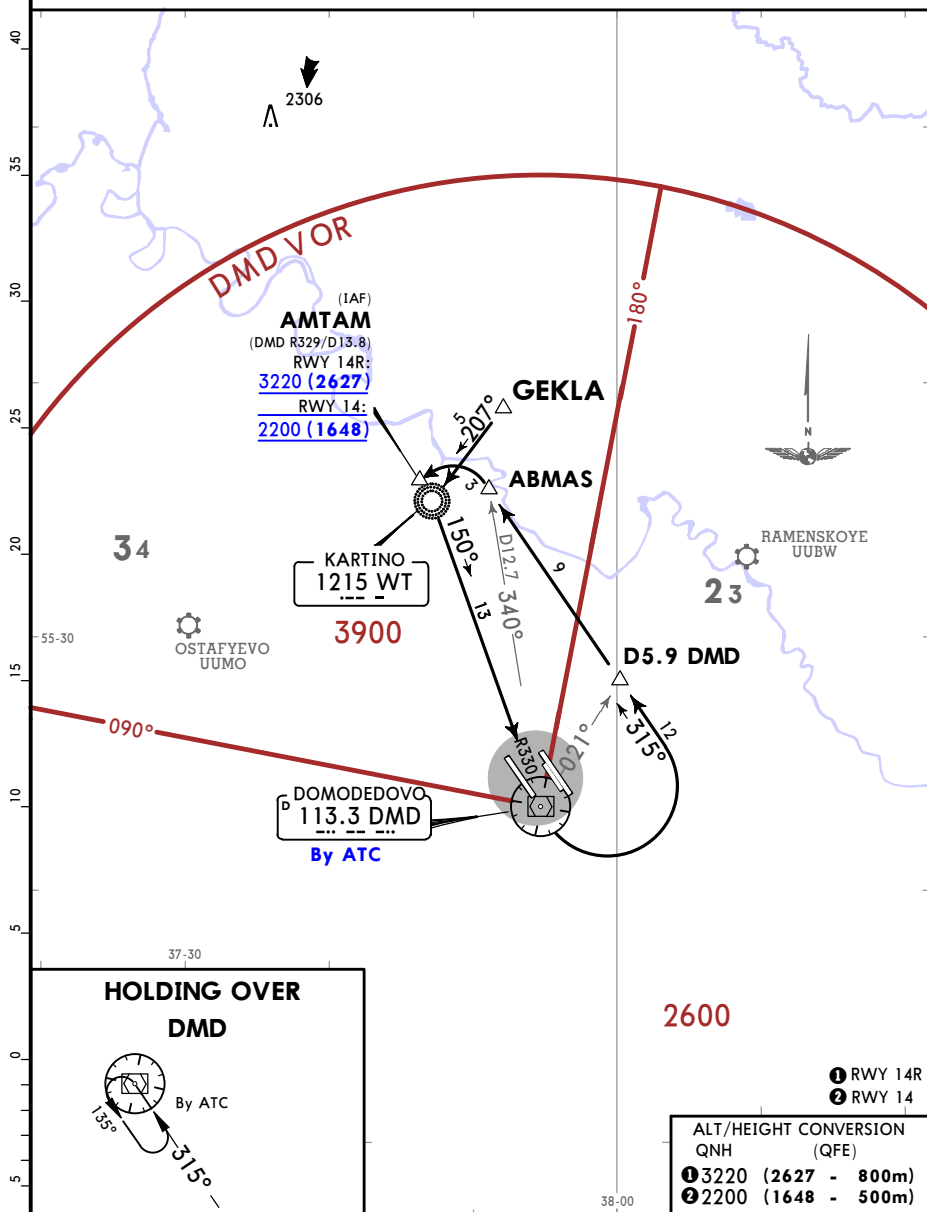 40
2306
35
DMD VOR
30
(IAF)
AMTAM
(DMD R329/D13.8)
RWY 14R:
3220 (2627)
RWY 14:
2200 (1648)
180°
25
GEKLA
5
207°
N
3
ABMAS
20
34
KARTINO
1215 WT
150°
13
D12.7 340°
9
RAMENSKOYE
UUBW
23
55-30
OSTAFYEVO
UUMO
3900
15
D5.9 DMD
090°
R330
021°
315°
12
10
DOMODEDOVO
D 113.3 DMD
By ATC
5
37-30
HOLDING OVER
DMD
0
By ATC
135°
315°
5
2600
1 RWY 14R
2 RWY 14
ALT/HEIGHT CONVERSION
QNH (QFE)
1 3220 (2627 - 800m)
2 2200 (1648 - 500m)
38-00